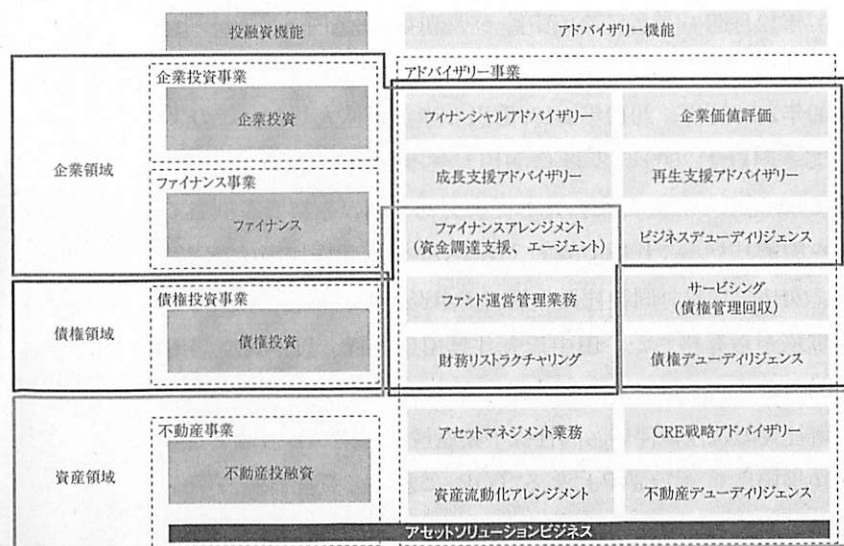 投融資機能
アドバイザリー機能
企業領域
企業投資事業
企業投資
ファイナンス事業
ファイナンス
債権領域
債権投資事業
債権投資
資産領域
不動産事業
不動産投融資
アドバイザリー事業
フィナンシャルアドバイザリー
企業価値評価
成長支援アドバイザリー
再生支援アドバイザリー
ファイナンスアレンジメント
(資金調達支援、エージェント)
ビジネスデューディリジェンス
ファンド運営管理業務
サービシング
(債権管理回収)
財務リストラクチャリング
債権デューディリジェンス
アセットマネジメント業務
CRE戦略アドバイザリー
資産流動化アレンジメント
不動産デューディリジェンス
アセットソリューションビジネス